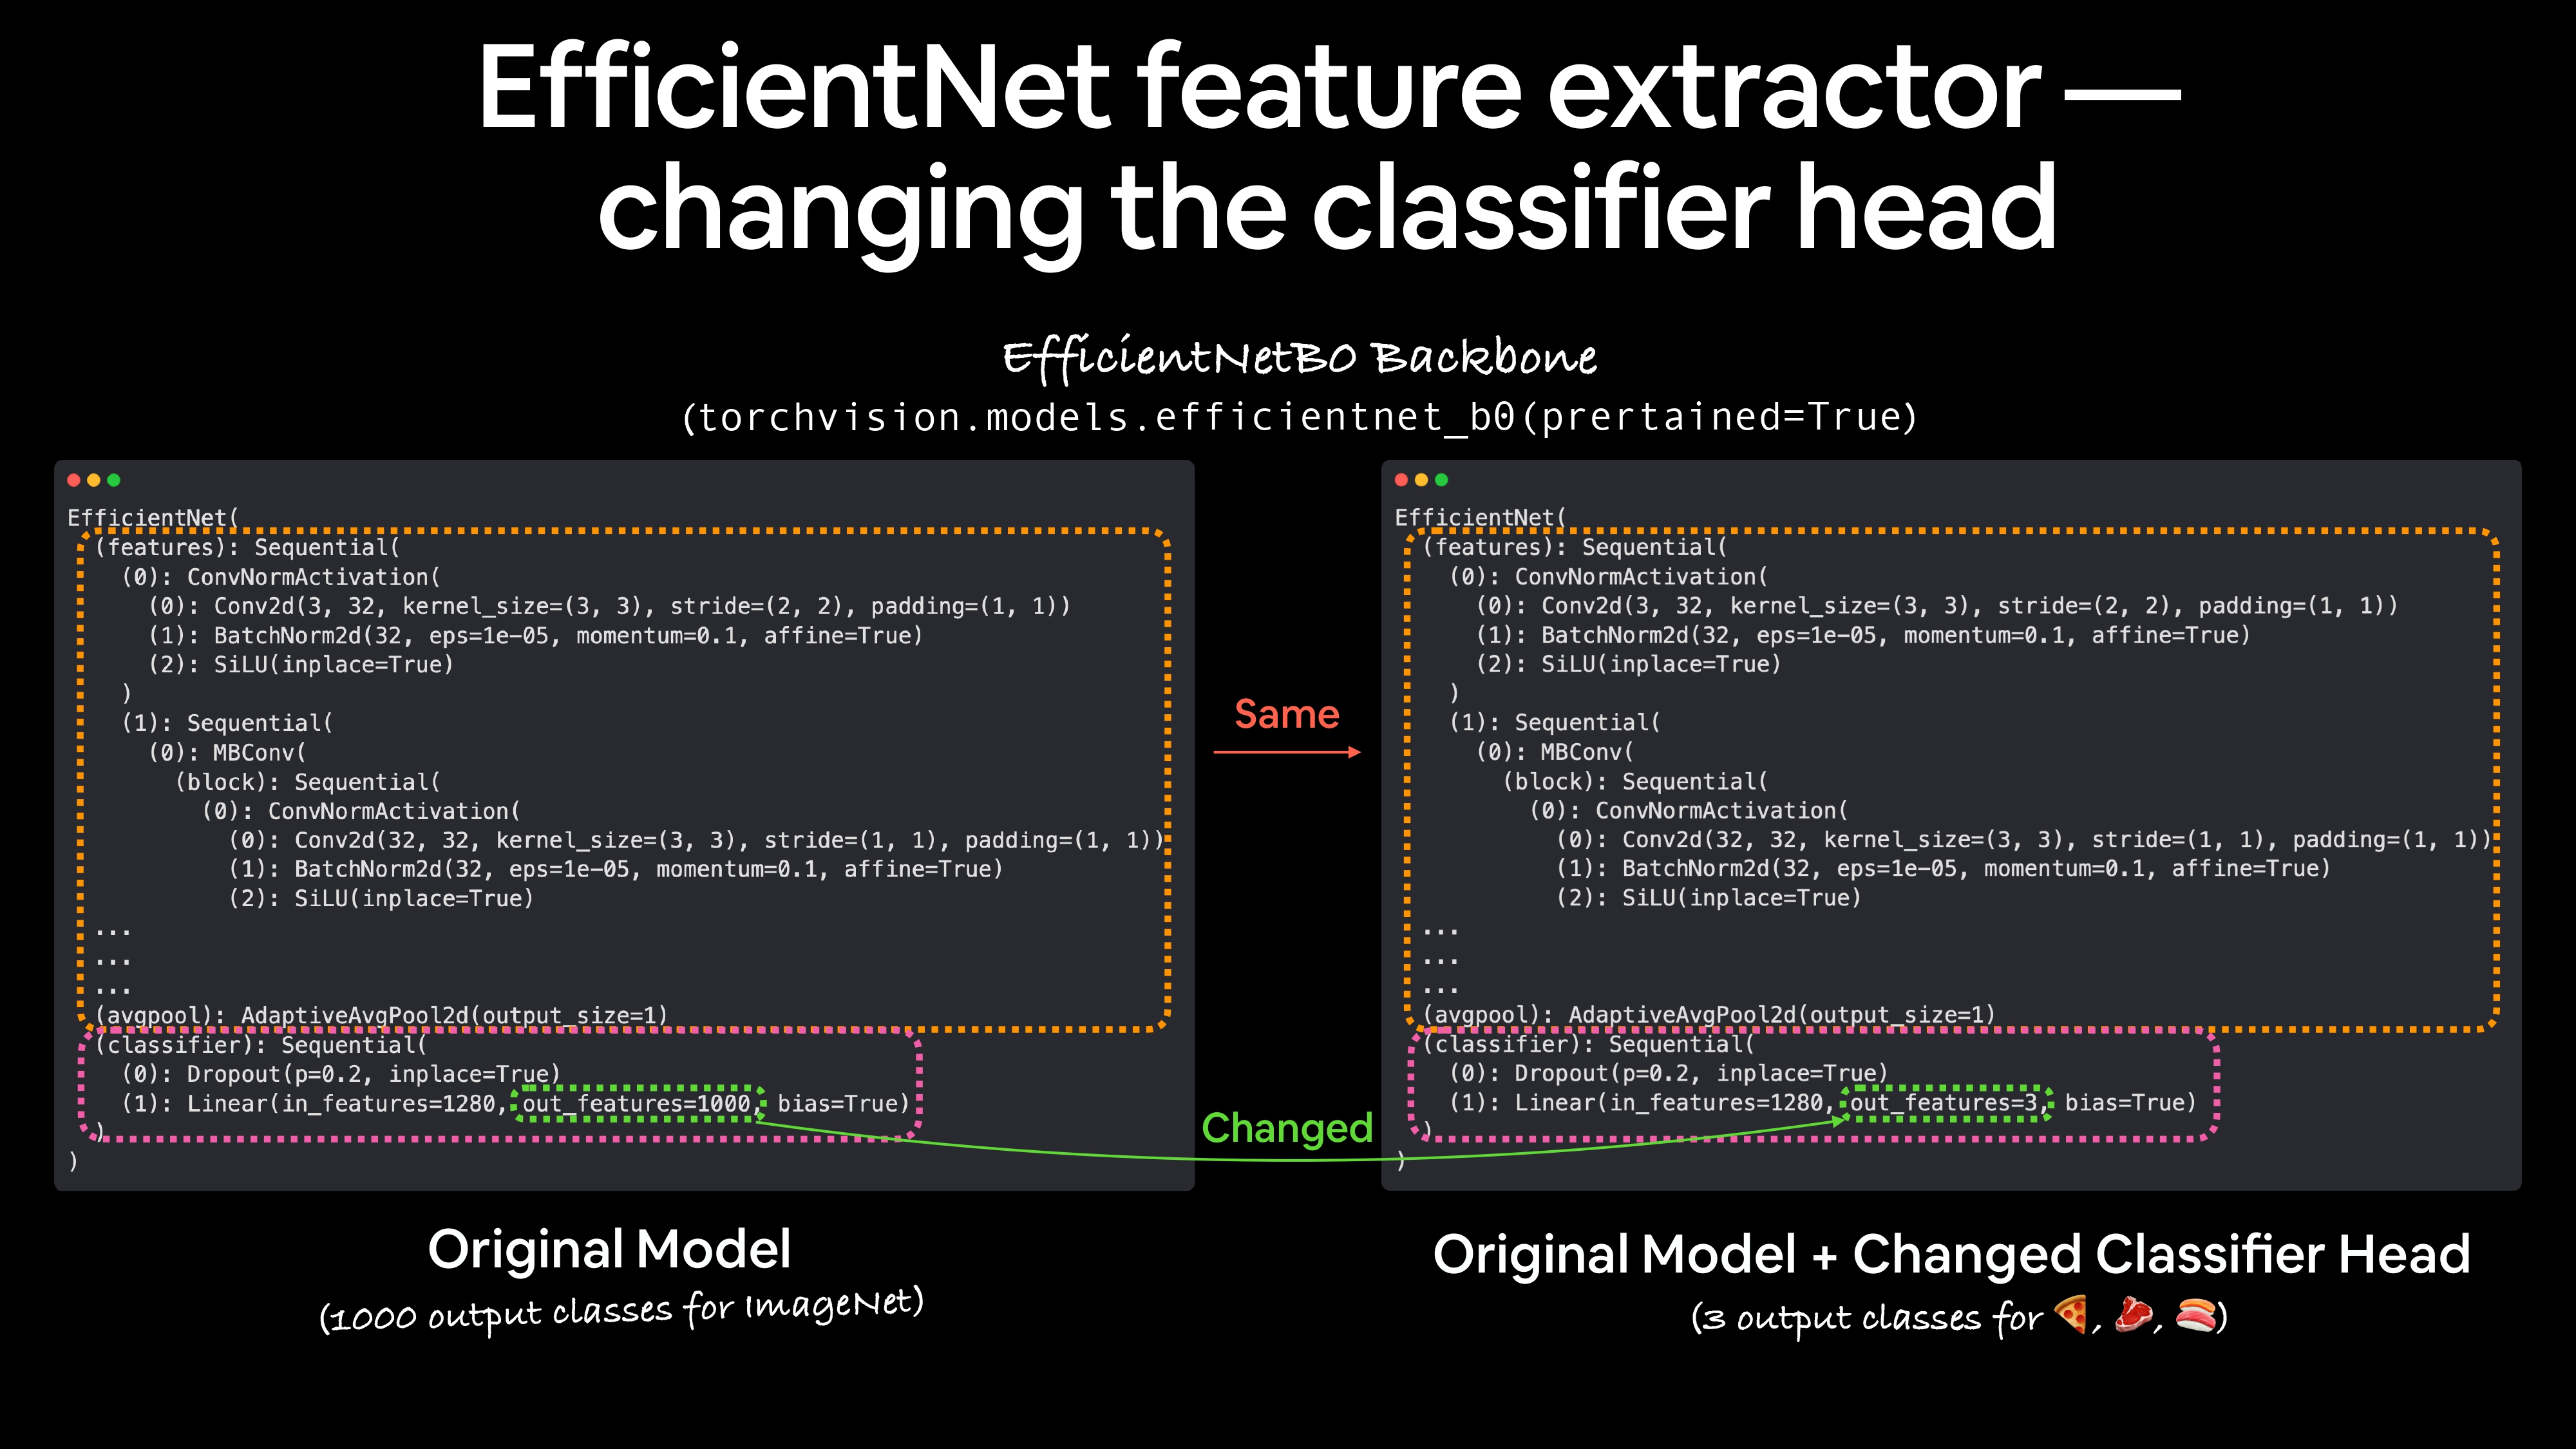 EfficientNet feature extractor —
changing the classifier head
EfficientNetB0 Backbone
(torchvision.models.efficientnet_b0(prertained=True)
EfficientNet(
(features): Sequential(
(0): ConvNormActivation(
(0): Conv2d(3, 32, kernel_size=(3, 3), stride=(2, 2), padding=(1, 1))
(1): BatchNorm2d(32, eps=1e-05, momentum=0.1, affine=True)
(2): SiLU(inplace=True)
)
(1): Sequential(
(0): MBConv(
(block): Sequential(
(0): ConvNormActivation(
(0): Conv2d(32, 32, kernel_size=(3, 3), stride=(1, 1), padding=(1, 1))
(1): BatchNorm2d(32, eps=1e-05, momentum=0.1, affine=True)
(2): SiLU(inplace=True)
...
...
...
(avgpool): AdaptiveAvgPool2d(output_size=1)
(classifier): Sequential(
(0): Dropout(p=0.2, inplace=True)
(1): Linear(in_features=1280, out_features=1000, bias=True)
)
)
Same
Changed
EfficientNet(
(features): Sequential(
(0): ConvNormActivation(
(0): Conv2d(3, 32, kernel_size=(3, 3), stride=(2, 2), padding=(1, 1))
(1): BatchNorm2d(32, eps=1e-05, momentum=0.1, affine=True)
(2): SiLU(inplace=True)
)
(1): Sequential(
(0): MBConv(
(block): Sequential(
(0): ConvNormActivation(
(0): Conv2d(32, 32, kernel_size=(3, 3), stride=(1, 1), padding=(1, 1))
(1): BatchNorm2d(32, eps=1e-05, momentum=0.1, affine=True)
(2): SiLU(inplace=True)
...
...
...
(avgpool): AdaptiveAvgPool2d(output_size=1)
(classifier): Sequential(
(0): Dropout(p=0.2, inplace=True)
(1): Linear(in_features=1280, out_features=3, bias=True)
)
)
Original Model
(1000 output classes for ImageNet)
Original Model + Changed Classifier Head
(3 output classes for 🍕, 🥩, 🍣)